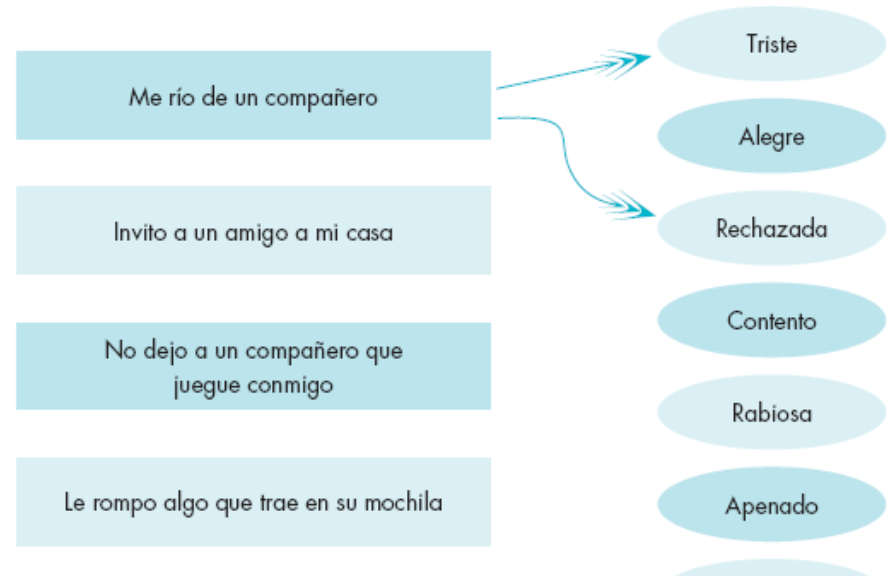 Me río de un compañero
Invito a un amigo a mi casa
No dejo a un compañero que
juegue conmigo
Le rompo algo que trae en su mochila
Triste
Alegre
Rechazada
Contento
Rabiosa
Apenado